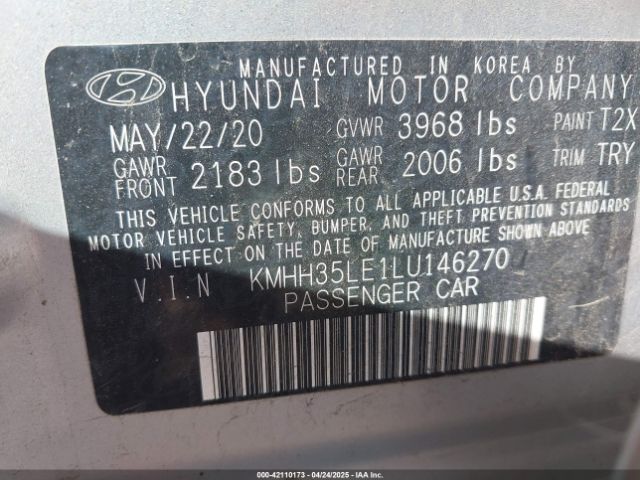 MANUFACTURED IN KOREA BY
HYUNDAI MOTOR COMPANY
MAY/22/20 GVWR 3968 lbs PAINT T2X
GAWR FRONT 2183 lbs GAWR REAR 2006 lbs TRIM TRY
THIS VEHICLE CONFORMS TO ALL APPLICABLE U.S.A. FEDERAL
MOTOR VEHICLE SAFETY, BUMPER, AND THEFT PREVENTION STANDARDS
IN EFFECT ON THE DATE OF MANUFACTURE SHOWN ABOVE
V.I.N KMHH35LE1LU146270
PASSENGER CAR
000-42110173 - 04/24/2025 - IAA Inc.